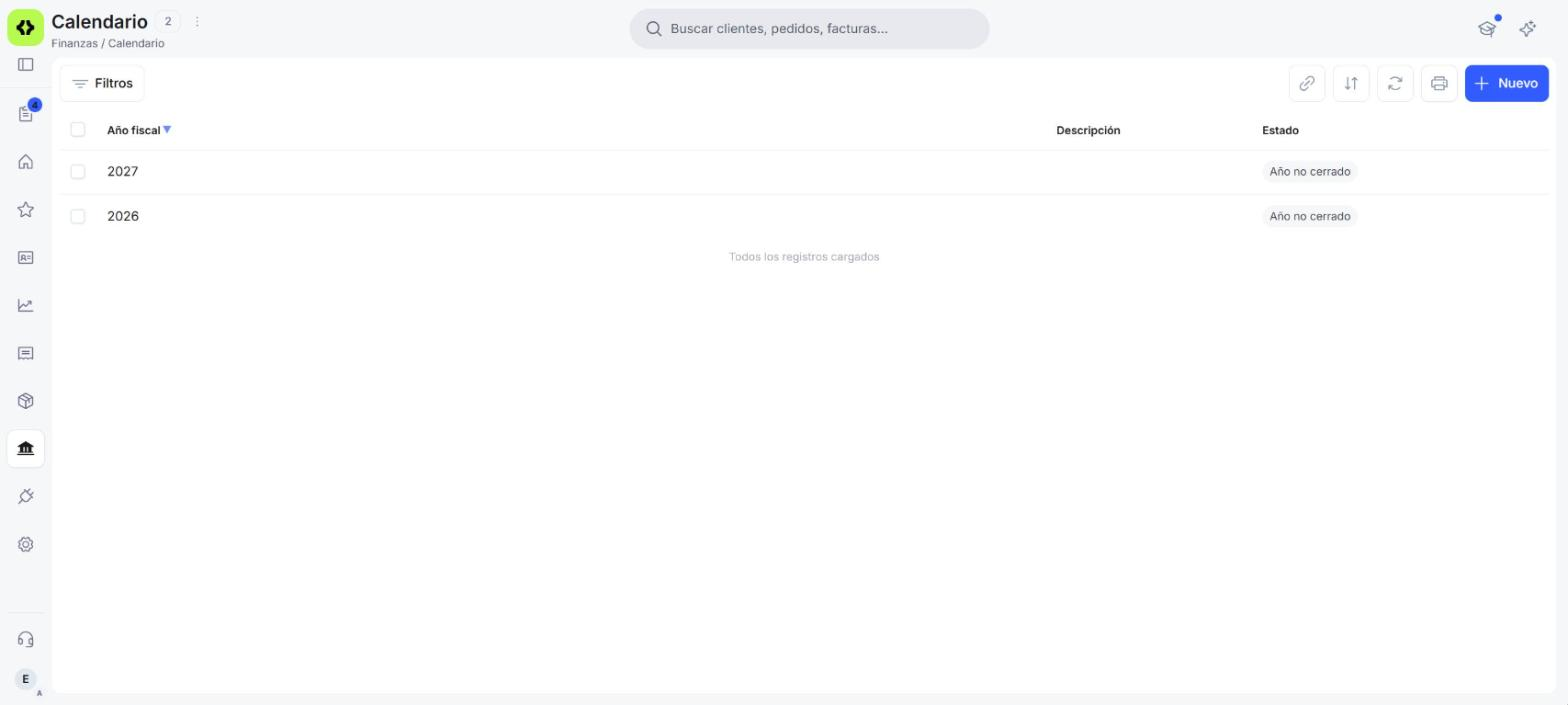 Calendario 2
Finanzas / Calendario
Buscar clientes, pedidos, facturas...
Filtros
Nuevo
4
Año fiscal Descripción Estado
2027 Año no cerrado
2026 Año no cerrado
Todos los registros cargados
E
A